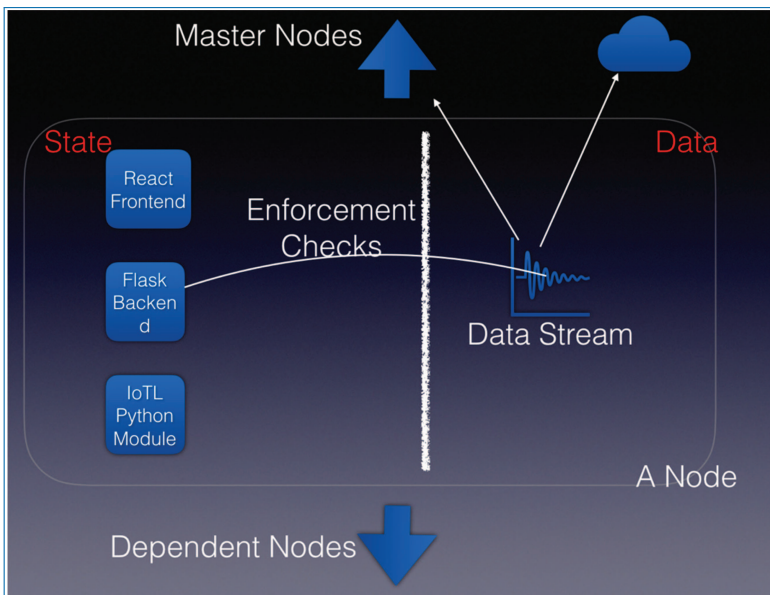 Master Nodes
State
Data
React
Frontend
Enforcement
Checks
Flask
Backen
d
Data Stream
IoTL
Python
Module
A Node
Dependent Nodes